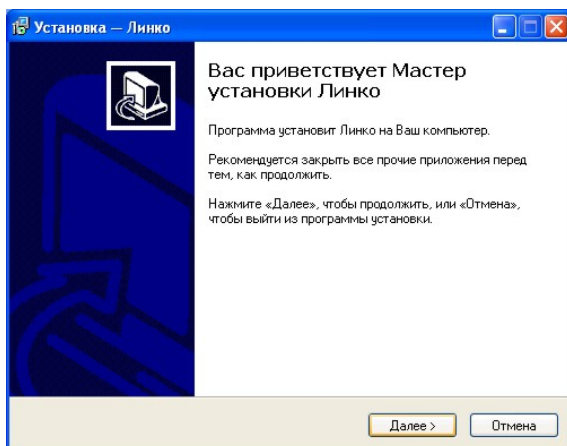 Установка — Линко
Вас приветствует Мастер
установки Линко
Программа установит Линко на Ваш компьютер.
Рекомендуется закрыть все прочие приложения перед
тем, как продолжить.
Нажмите «Далее», чтобы продолжить, или «Отмена»,
чтобы выйти из программы установки.
Далее >
Отмена